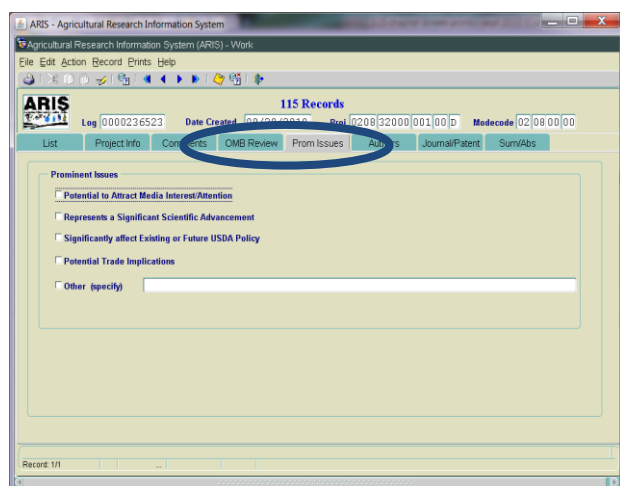 ARIS - Agricultural Research Information System
Agricultural Research Information System (ARIS) - Work
File Edit Action Record Prints Help
ARIS
115 Records
Log 0000236523 Date Created Proj 0208 32000 001 00 D Modecode 02 08 00 00
List Project Info Comments OMB Review Prom Issues Authors Journal/Patent Sum/Abs
Prominent Issues
Potential to Attract Media Interest/Attention
Represents a Significant Scientific Advancement
Significantly affect Existing or Future USDA Policy
Potential Trade Implications
Other (specify)
Record: 1/1 ...